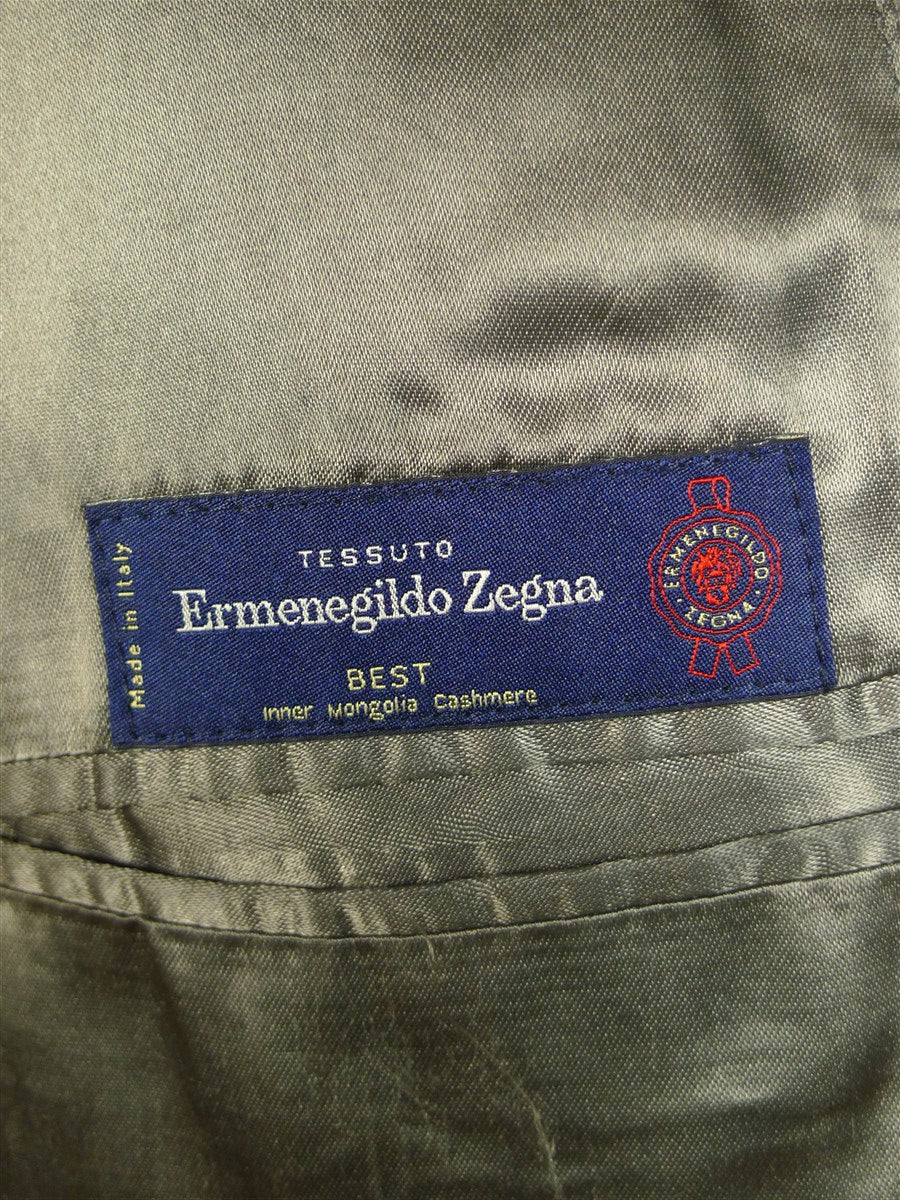 Made in Italy
TESSUTO
Ermenegildo Zegna
BEST
Inner Mongolia Cashmere
ERMENEGILDO
· ZEGNA ·